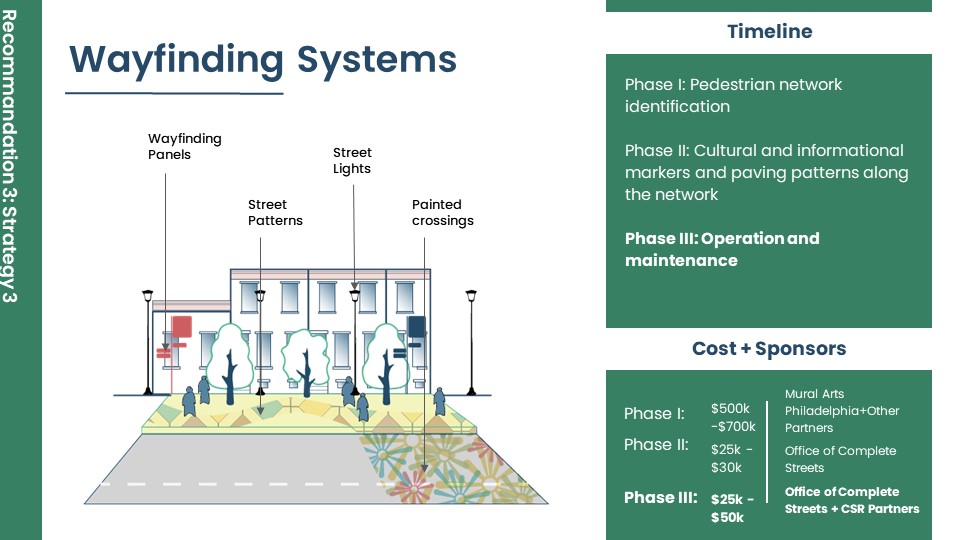 Recommandation 3: Strategy 3
Wayfinding Systems
Wayfinding
Panels
Street
Lights
Street
Patterns
Painted
crossings
Timeline
Phase I: Pedestrian network
identification
Phase II: Cultural and informational
markers and paving patterns along
the network
Phase III: Operation and
maintenance
Cost + Sponsors
Phase I:
$500k
-$700k
Mural Arts
Philadelphia+Other
Partners
Phase II:
$25k -
$30k
Office of Complete
Streets
Phase III:
$25k -
$50k
Office of Complete
Streets + CSR Partners